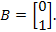 B = [0
1].